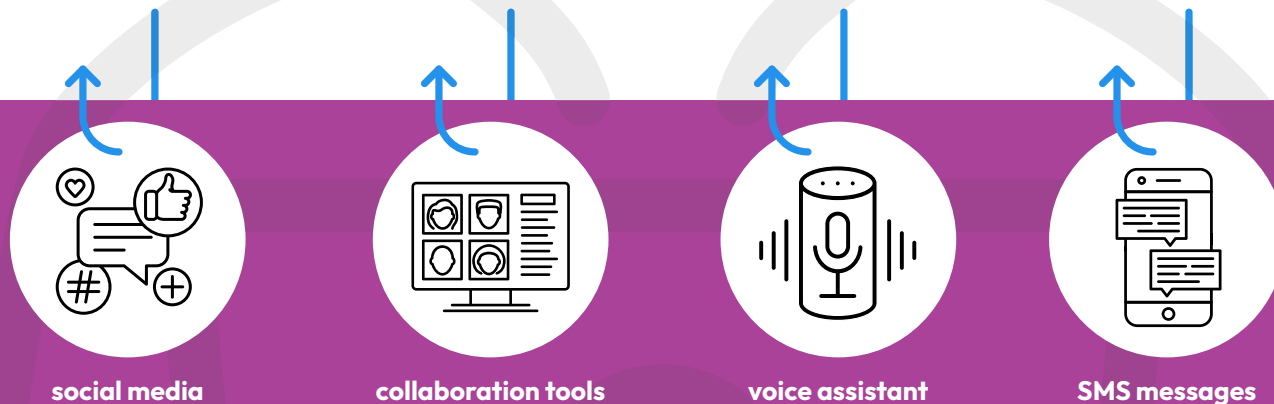 social media
collaboration tools
voice assistant
SMS messages